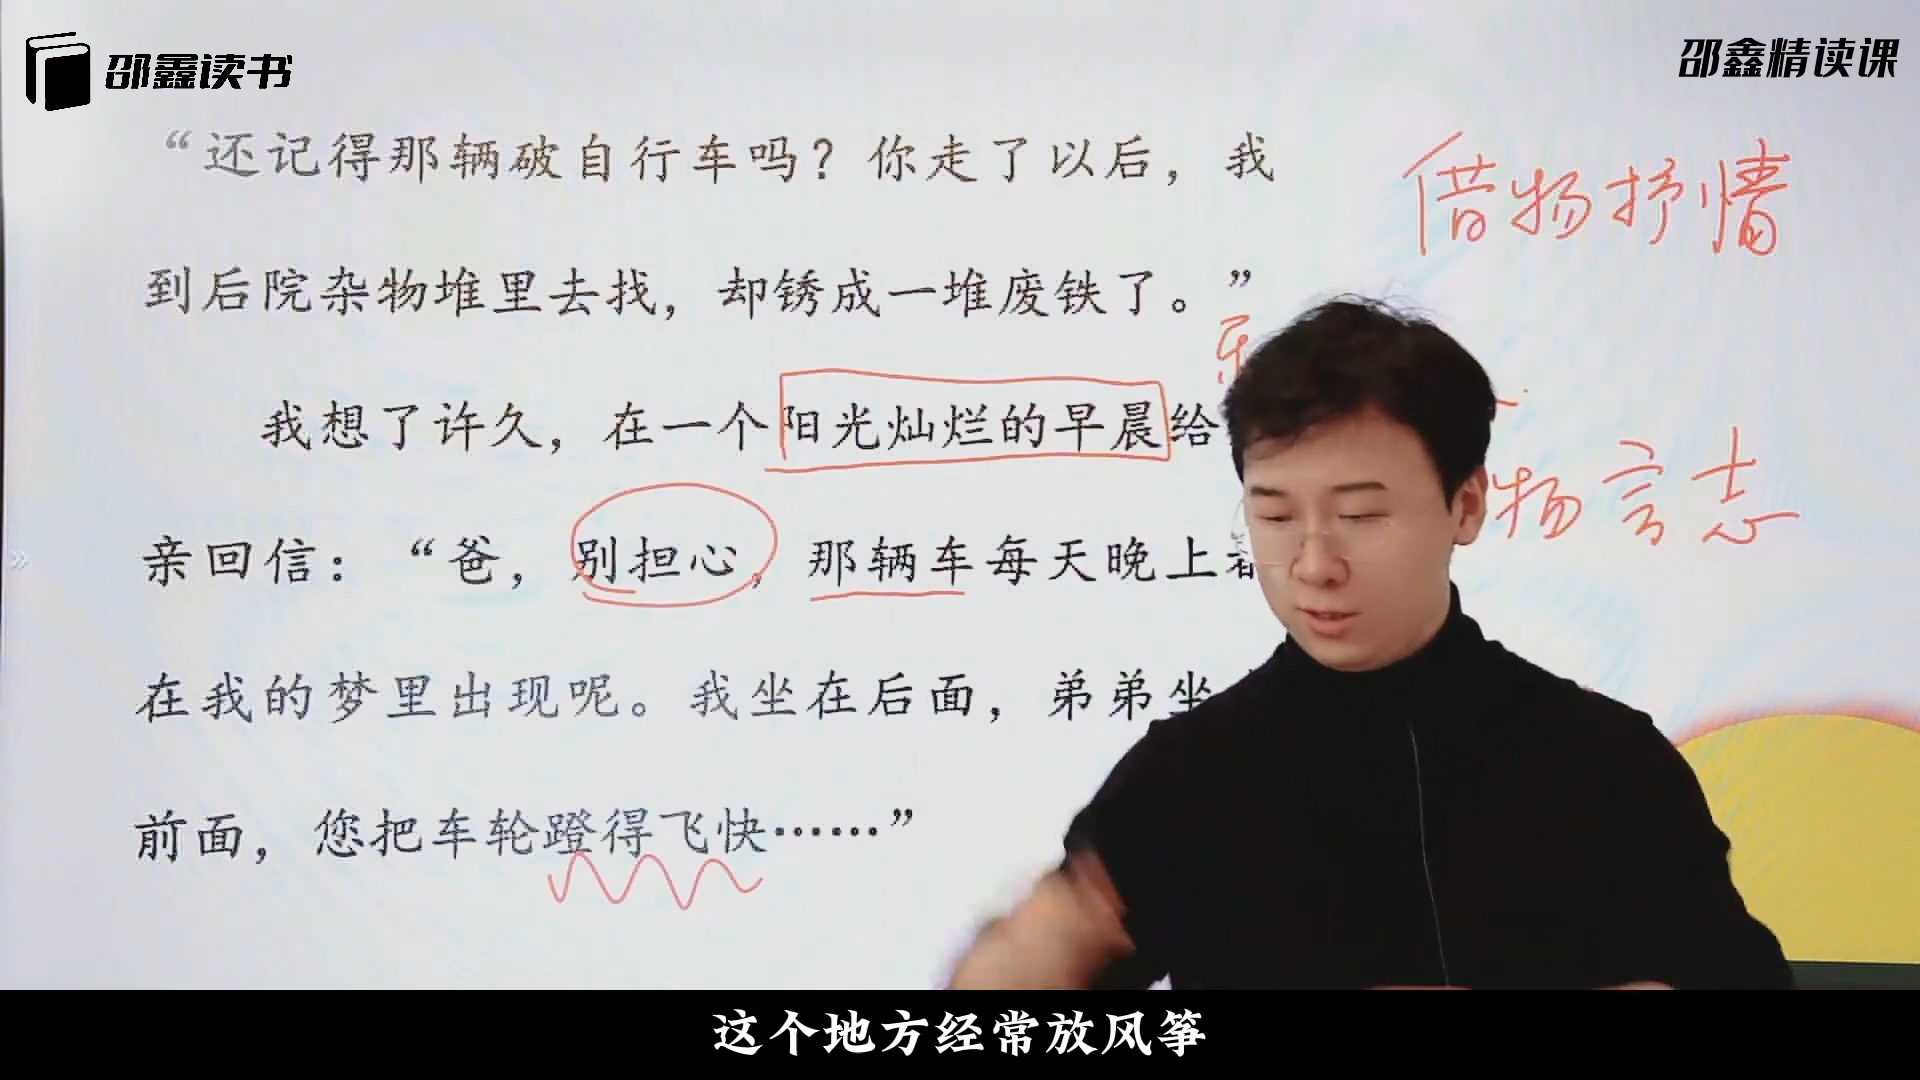 邵鑫读书
邵鑫精读课
“还记得那辆破自行车吗？你走了以后，我
到后院杂物堆里去找，却锈成一堆废铁了。”
我想了许久，在一个阳光灿烂的早晨给
亲回信：“爸，别担心，那辆车每天晚上
在我的梦里出现呢。我坐在后面，弟弟坐
前面，您把车轮蹬得飞快……”
借物抒情
物言志
这个地方经常放风筝